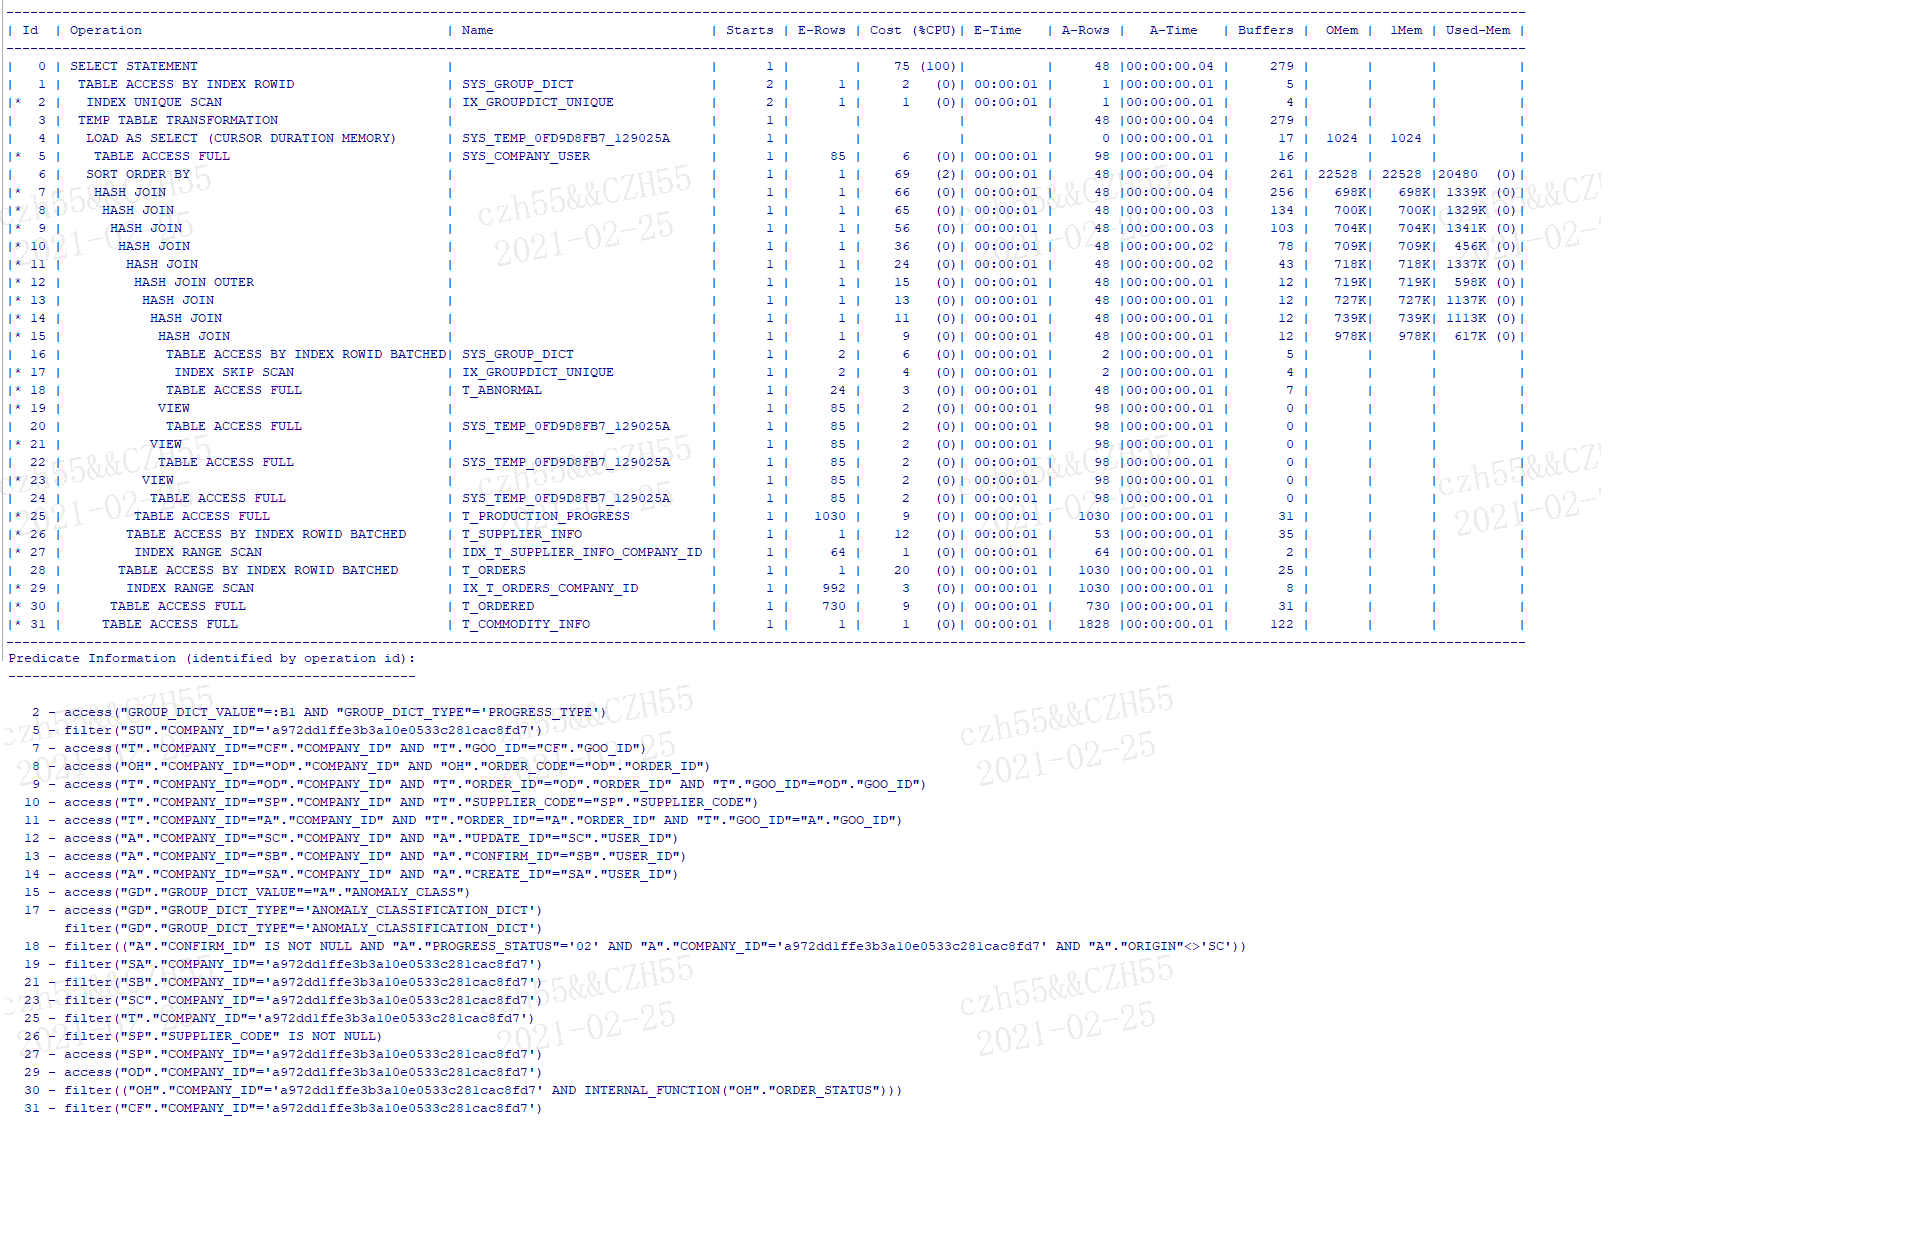 --------------------------------------------------------------------------------
| Id  | Operation                                      | Name                          | Starts | E-Rows | Cost (%CPU)| E-Time   | A-Rows |   A-Time   | Buffers |  OMem |  1Mem | Used-Mem |
--------------------------------------------------------------------------------
|   0 | SELECT STATEMENT                               |                               |      1 |        |    75 (100)|          |     48 |00:00:00.04 |     279 |       |       |          |
|   1 |  TABLE ACCESS BY INDEX ROWID                   | SYS_GROUP_DICT                |      2 |      1 |     2   (0)| 00:00:01 |      1 |00:00:00.01 |       5 |       |       |          |
|*  2 |   INDEX UNIQUE SCAN                            | IX_GROUPDICT_UNIQUE           |      2 |      1 |     1   (0)| 00:00:01 |      1 |00:00:00.01 |       4 |       |       |          |
|   3 |  TEMP TABLE TRANSFORMATION                     |                               |      1 |        |            |          |     48 |00:00:00.04 |     279 |       |       |          |
|   4 |   LOAD AS SELECT (CURSOR DURATION MEMORY)      | SYS_TEMP_0FD9D8FB7_129025A    |      1 |        |            |          |      0 |00:00:00.01 |      17 |  1024 |  1024 |          |
|*  5 |    TABLE ACCESS FULL                           | SYS_COMPANY_USER              |      1 |     85 |     6   (0)| 00:00:01 |     98 |00:00:00.01 |      16 |       |       |          |
|   6 |   SORT ORDER BY                                |                               |      1 |      1 |    69   (2)| 00:00:01 |     48 |00:00:00.04 |     261 | 22528 | 22528 |20480  (0)|
|*  7 |    HASH JOIN                                   |                               |      1 |      1 |    66   (0)| 00:00:01 |     48 |00:00:00.04 |     256 |   698K|   698K| 1339K (0)|
|*  8 |     HASH JOIN                                  |                               |      1 |      1 |    65   (0)| 00:00:01 |     48 |00:00:00.03 |     134 |   700K|   700K| 1329K (0)|
|*  9 |      HASH JOIN                                 |                               |      1 |      1 |    56   (0)| 00:00:01 |     48 |00:00:00.03 |     103 |   704K|   704K| 1341K (0)|
|* 10 |       HASH JOIN                                |                               |      1 |      1 |    36   (0)| 00:00:01 |     48 |00:00:00.02 |      78 |   709K|   709K|  456K (0)|
|* 11 |        HASH JOIN                               |                               |      1 |      1 |    24   (0)| 00:00:01 |     48 |00:00:00.02 |      43 |   718K|   718K| 1337K (0)|
|* 12 |         HASH JOIN OUTER                        |                               |      1 |      1 |    15   (0)| 00:00:01 |     48 |00:00:00.01 |      12 |   719K|   719K|  598K (0)|
|* 13 |          HASH JOIN                             |                               |      1 |      1 |    13   (0)| 00:00:01 |     48 |00:00:00.01 |      12 |   727K|   727K| 1137K (0)|
|* 14 |           HASH JOIN                            |                               |      1 |      1 |    11   (0)| 00:00:01 |     48 |00:00:00.01 |      12 |   739K|   739K| 1113K (0)|
|* 15 |            HASH JOIN                           |                               |      1 |      1 |     9   (0)| 00:00:01 |     48 |00:00:00.01 |      12 |   978K|   978K|  617K (0)|
|  16 |             TABLE ACCESS BY INDEX ROWID BATCHED| SYS_GROUP_DICT                |      1 |      2 |     6   (0)| 00:00:01 |      2 |00:00:00.01 |       5 |       |       |          |
|* 17 |              INDEX SKIP SCAN                   | IX_GROUPDICT_UNIQUE           |      1 |      2 |     4   (0)| 00:00:01 |      2 |00:00:00.01 |       4 |       |       |          |
|* 18 |             TABLE ACCESS FULL                  | T_ABNORMAL                    |      1 |     24 |     3   (0)| 00:00:01 |     48 |00:00:00.01 |       7 |       |       |          |
|* 19 |            VIEW                                |                               |      1 |     85 |     2   (0)| 00:00:01 |     98 |00:00:00.01 |       0 |       |       |          |
|  20 |             TABLE ACCESS FULL                  | SYS_TEMP_0FD9D8FB7_129025A    |      1 |     85 |     2   (0)| 00:00:01 |     98 |00:00:00.01 |       0 |       |       |          |
|* 21 |           VIEW                                 |                               |      1 |     85 |     2   (0)| 00:00:01 |     98 |00:00:00.01 |       0 |       |       |          |
|  22 |            TABLE ACCESS FULL                   | SYS_TEMP_0FD9D8FB7_129025A    |      1 |     85 |     2   (0)| 00:00:01 |     98 |00:00:00.01 |       0 |       |       |          |
|* 23 |          VIEW                                  |                               |      1 |     85 |     2   (0)| 00:00:01 |     98 |00:00:00.01 |       0 |       |       |          |
|  24 |           TABLE ACCESS FULL                    | SYS_TEMP_0FD9D8FB7_129025A    |      1 |     85 |     2   (0)| 00:00:01 |     98 |00:00:00.01 |       0 |       |       |          |
|* 25 |         TABLE ACCESS FULL                      | T_PRODUCTION_PROGRESS         |      1 |   1030 |     9   (0)| 00:00:01 |   1030 |00:00:00.01 |      31 |       |       |          |
|* 26 |        TABLE ACCESS BY INDEX ROWID BATCHED     | T_SUPPLIER_INFO               |      1 |      1 |    12   (0)| 00:00:01 |     53 |00:00:00.01 |      35 |       |       |          |
|* 27 |         INDEX RANGE SCAN                       | IDX_T_SUPPLIER_INFO_COMPANY_ID |      1 |     64 |     1   (0)| 00:00:01 |     64 |00:00:00.01 |       2 |       |       |          |
|  28 |       TABLE ACCESS BY INDEX ROWID BATCHED      | T_ORDERS                      |      1 |      1 |    20   (0)| 00:00:01 |   1030 |00:00:00.01 |      25 |       |       |          |
|* 29 |        INDEX RANGE SCAN                        | IX_T_ORDERS_COMPANY_ID        |      1 |    992 |     3   (0)| 00:00:01 |   1030 |00:00:00.01 |       8 |       |       |          |
|* 30 |      TABLE ACCESS FULL                         | T_ORDERED                     |      1 |    730 |     9   (0)| 00:00:01 |    730 |00:00:00.01 |      31 |       |       |          |
|* 31 |     TABLE ACCESS FULL                          | T_COMMODITY_INFO              |      1 |      1 |     1   (0)| 00:00:01 |   1828 |00:00:00.01 |     122 |       |       |          |
--------------------------------------------------------------------------------
Predicate Information (identified by operation id):
---------------------------------------------------
   2 - access("GROUP_DICT_VALUE"=:B1 AND "GROUP_DICT_TYPE"='PROGRESS_TYPE')
   5 - filter("SU"."COMPANY_ID"='a972dd1ffe3b3a10e0533c281cac8fd7')
   7 - access("T"."COMPANY_ID"="CF"."COMPANY_ID" AND "T"."GOO_ID"="CF"."GOO_ID")
   8 - access("OH"."COMPANY_ID"="OD"."COMPANY_ID" AND "OH"."ORDER_CODE"="OD"."ORDER_ID")
   9 - access("T"."COMPANY_ID"="OD"."COMPANY_ID" AND "T"."ORDER_ID"="OD"."ORDER_ID" AND "T"."GOO_ID"="OD"."GOO_ID")
  10 - access("T"."COMPANY_ID"="SP"."COMPANY_ID" AND "T"."SUPPLIER_CODE"="SP"."SUPPLIER_CODE")
  11 - access("T"."COMPANY_ID"="A"."COMPANY_ID" AND "T"."ORDER_ID"="A"."ORDER_ID" AND "T"."GOO_ID"="A"."GOO_ID")
  12 - access("A"."COMPANY_ID"="SC"."COMPANY_ID" AND "A"."UPDATE_ID"="SC"."USER_ID")
  13 - access("A"."COMPANY_ID"="SB"."COMPANY_ID" AND "A"."CONFIRM_ID"="SB"."USER_ID")
  14 - access("A"."COMPANY_ID"="SA"."COMPANY_ID" AND "A"."CREATE_ID"="SA"."USER_ID")
  15 - access("GD"."GROUP_DICT_VALUE"="A"."ANOMALY_CLASS")
  17 - access("GD"."GROUP_DICT_TYPE"='ANOMALY_CLASSIFICATION_DICT')
       filter("GD"."GROUP_DICT_TYPE"='ANOMALY_CLASSIFICATION_DICT')
  18 - filter(("A"."CONFIRM_ID" IS NOT NULL AND "A"."PROGRESS_STATUS"='02' AND "A"."COMPANY_ID"='a972dd1ffe3b3a10e0533c281cac8fd7' AND "A"."ORIGIN"<>'SC'))
  19 - filter("SA"."COMPANY_ID"='a972dd1ffe3b3a10e0533c281cac8fd7')
  21 - filter("SB"."COMPANY_ID"='a972dd1ffe3b3a10e0533c281cac8fd7')
  23 - filter("SC"."COMPANY_ID"='a972dd1ffe3b3a10e0533c281cac8fd7')
  25 - filter("T"."COMPANY_ID"='a972dd1ffe3b3a10e0533c281cac8fd7')
  26 - filter("SP"."SUPPLIER_CODE" IS NOT NULL)
  27 - access("SP"."COMPANY_ID"='a972dd1ffe3b3a10e0533c281cac8fd7')
  29 - access("OD"."COMPANY_ID"='a972dd1ffe3b3a10e0533c281cac8fd7')
  30 - filter(("OH"."COMPANY_ID"='a972dd1ffe3b3a10e0533c281cac8fd7' AND INTERNAL_FUNCTION("OH"."ORDER_STATUS")))
  31 - filter("CF"."COMPANY_ID"='a972dd1ffe3b3a10e0533c281cac8fd7')
czh55&&CZH55
2021-02-25